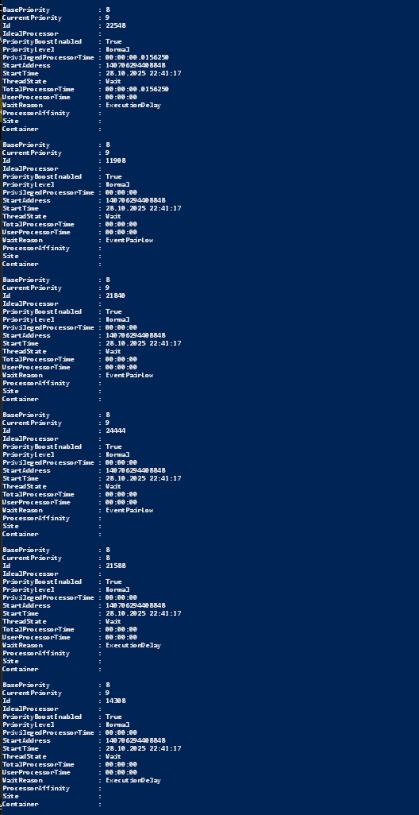 BasePriority : 8
CurrentPriority : 9
Id : 22548
IdealProcessor :
PriorityBoostEnabled : True
PriorityLevel : Normal
PrivilegedProcessorTime : 00:00:00.0156250
StartAddress : 140706294408848
StartTime : 28.10.2025 22:41:17
ThreadState : Wait
TotalProcessorTime : 00:00:00.0156250
UserProcessorTime : 00:00:00
WaitReason : ExecutionDelay
ProcessorAffinity :
Site :
Container :

BasePriority : 8
CurrentPriority : 9
Id : 11908
IdealProcessor :
PriorityBoostEnabled : True
PriorityLevel : Normal
PrivilegedProcessorTime : 00:00:00
StartAddress : 140706294408848
StartTime : 28.10.2025 22:41:17
ThreadState : Wait
TotalProcessorTime : 00:00:00
UserProcessorTime : 00:00:00
WaitReason : EventPairLow
ProcessorAffinity :
Site :
Container :

BasePriority : 8
CurrentPriority : 9
Id : 21840
IdealProcessor :
PriorityBoostEnabled : True
PriorityLevel : Normal
PrivilegedProcessorTime : 00:00:00
StartAddress : 140706294408848
StartTime : 28.10.2025 22:41:17
ThreadState : Wait
TotalProcessorTime : 00:00:00
UserProcessorTime : 00:00:00
WaitReason : EventPairLow
ProcessorAffinity :
Site :
Container :

BasePriority : 8
CurrentPriority : 9
Id : 24444
IdealProcessor :
PriorityBoostEnabled : True
PriorityLevel : Normal
PrivilegedProcessorTime : 00:00:00
StartAddress : 140706294408848
StartTime : 28.10.2025 22:41:17
ThreadState : Wait
TotalProcessorTime : 00:00:00
UserProcessorTime : 00:00:00
WaitReason : EventPairLow
ProcessorAffinity :
Site :
Container :

BasePriority : 8
CurrentPriority : 8
Id : 21588
IdealProcessor :
PriorityBoostEnabled : True
PriorityLevel : Normal
PrivilegedProcessorTime : 00:00:00
StartAddress : 140706294408848
StartTime : 28.10.2025 22:41:17
ThreadState : Wait
TotalProcessorTime : 00:00:00
UserProcessorTime : 00:00:00
WaitReason : ExecutionDelay
ProcessorAffinity :
Site :
Container :

BasePriority : 8
CurrentPriority : 9
Id : 14308
IdealProcessor :
PriorityBoostEnabled : True
PriorityLevel : Normal
PrivilegedProcessorTime : 00:00:00
StartAddress : 140706294408848
StartTime : 28.10.2025 22:41:17
ThreadState : Wait
TotalProcessorTime : 00:00:00
UserProcessorTime : 00:00:00
WaitReason : ExecutionDelay
ProcessorAffinity :
Site :
Container :